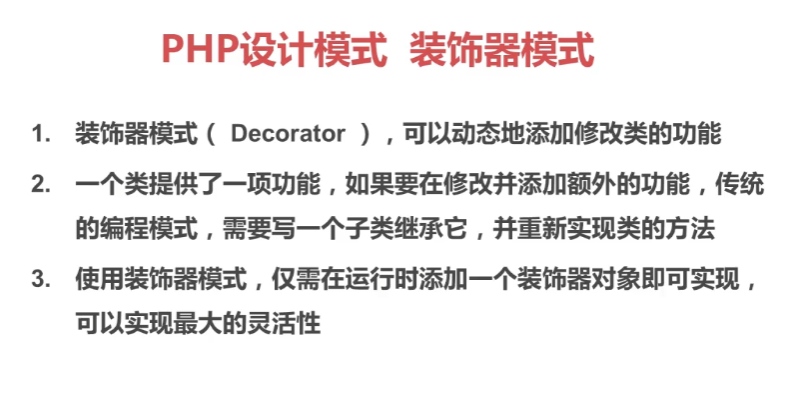 PHP设计模式 装饰器模式
1. 装饰器模式( Decorator ),可以动态地添加修改类的功能
2. 一个类提供了一项功能,如果要在修改并添加额外的功能,传统
的编程模式,需要写一个子类继承它,并重新实现类的方法
3. 使用装饰器模式,仅需在运行时添加一个装饰器对象即可实现,
可以实现最大的灵活性